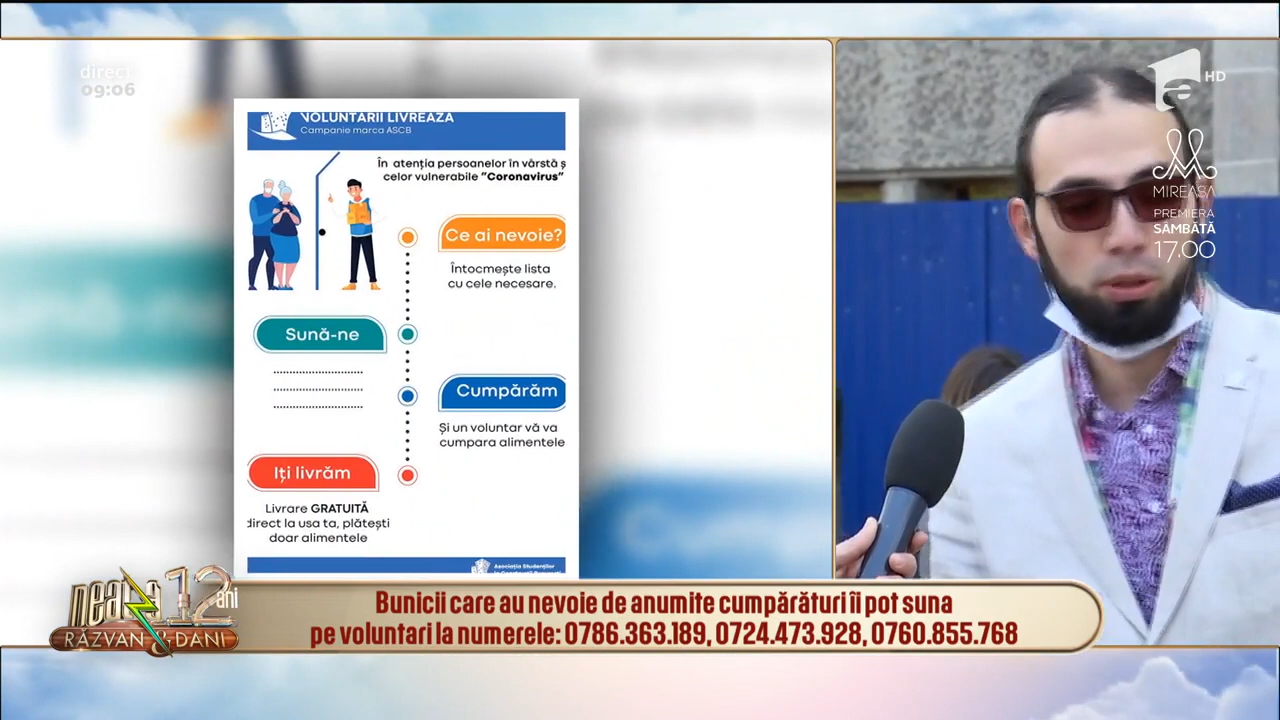 direct
09:06
VOLUNTARII LIVREAZĂ
Campanie marca ASCB
În atenția persoanelor în vârstă ș
celor vulnerabile "Coronavirus"
Ce ai nevoie?
Întocmește lista
cu cele necesare.
Sună-ne
Cumpărăm
Și un voluntar vă va
cumpara alimentele
Iți livrăm
Livrare GRATUITĂ
direct la usa ta, plătești
doar alimentele
Asociația Studenților
HD
MIREASA
PREMIERA
SÂMBĂTĂ
17.00
neatza 12 ani
RĂZVAN & DANI
Bunicii care au nevoie de anumite cumpărături îi pot suna
pe voluntari la numerele: 0786.363.189, 0724.473.928, 0760.855.768